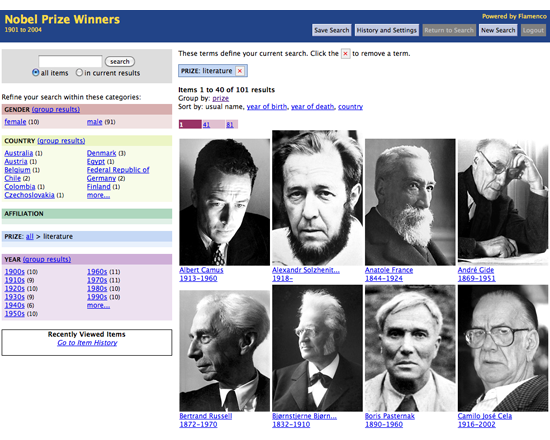 Nobel Prize Winners
1901 to 2004
Powered by Flamenco
Save Search
History and Settings
Return to Search
New Search
Logout
search
all items
in current results
Refine your search within these categories:
GENDER (group results)
female (10)
male (91)
COUNTRY (group results)
Australia (1)
Austria (1)
Belgium (1)
Chile (2)
Colombia (1)
Czechoslovakia (1)
Denmark (3)
Egypt (1)
Federal Republic of
Germany (2)
Finland (1)
more...
AFFILIATION
PRIZE: all > literature
YEAR (group results)
1900s (10)
1910s (9)
1920s (10)
1930s (9)
1940s (6)
1950s (10)
1960s (11)
1970s (11)
1980s (10)
1990s (10)
more...
Recently Viewed Items
Go to Item History
These terms define your current search. Click the × to remove a term.
PRIZE: literature ×
Items 1 to 40 of 101 results
Group by: prize
Sort by: usual name, year of birth, year of death, country
1 41 81
Albert Camus
1913-1960
Alexandr Solzhenit...
1918-
Anatole France
1844-1924
André Gide
1869-1951
Bertrand Russell
1872-1970
Bjørnstjerne Bjørn...
1832-1910
Boris Pasternak
1890-1960
Camilo José Cela
1916-2002